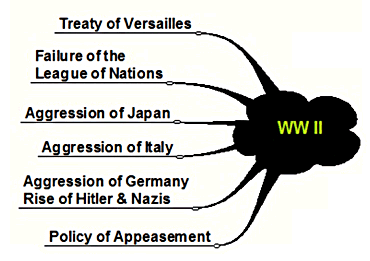 Treaty of Versailles
Failure of the
League of Nations
Aggression of Japan
Aggression of Italy
Aggression of Germany
Rise of Hitler & Nazis
Policy of Appeasement
WW II